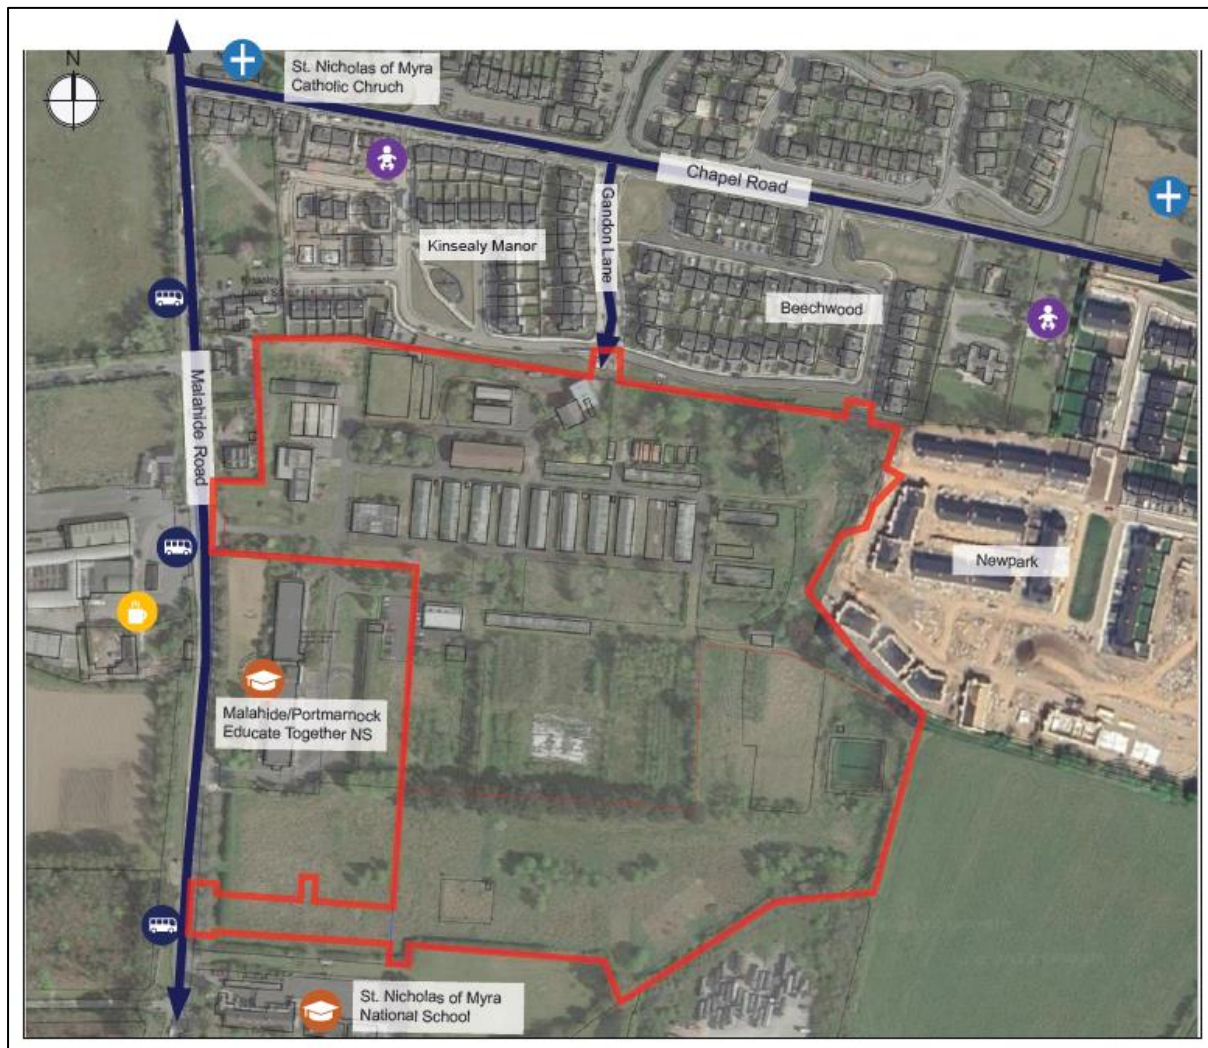 N
St. Nicholas of Myra
Catholic Chruch
Chapel Road
Gandon Lane
Kinsealy Manor
Beechwood
Malahide Road
Newpark
Malahide/Portmarnock
Educate Together NS
St. Nicholas of Myra
National School